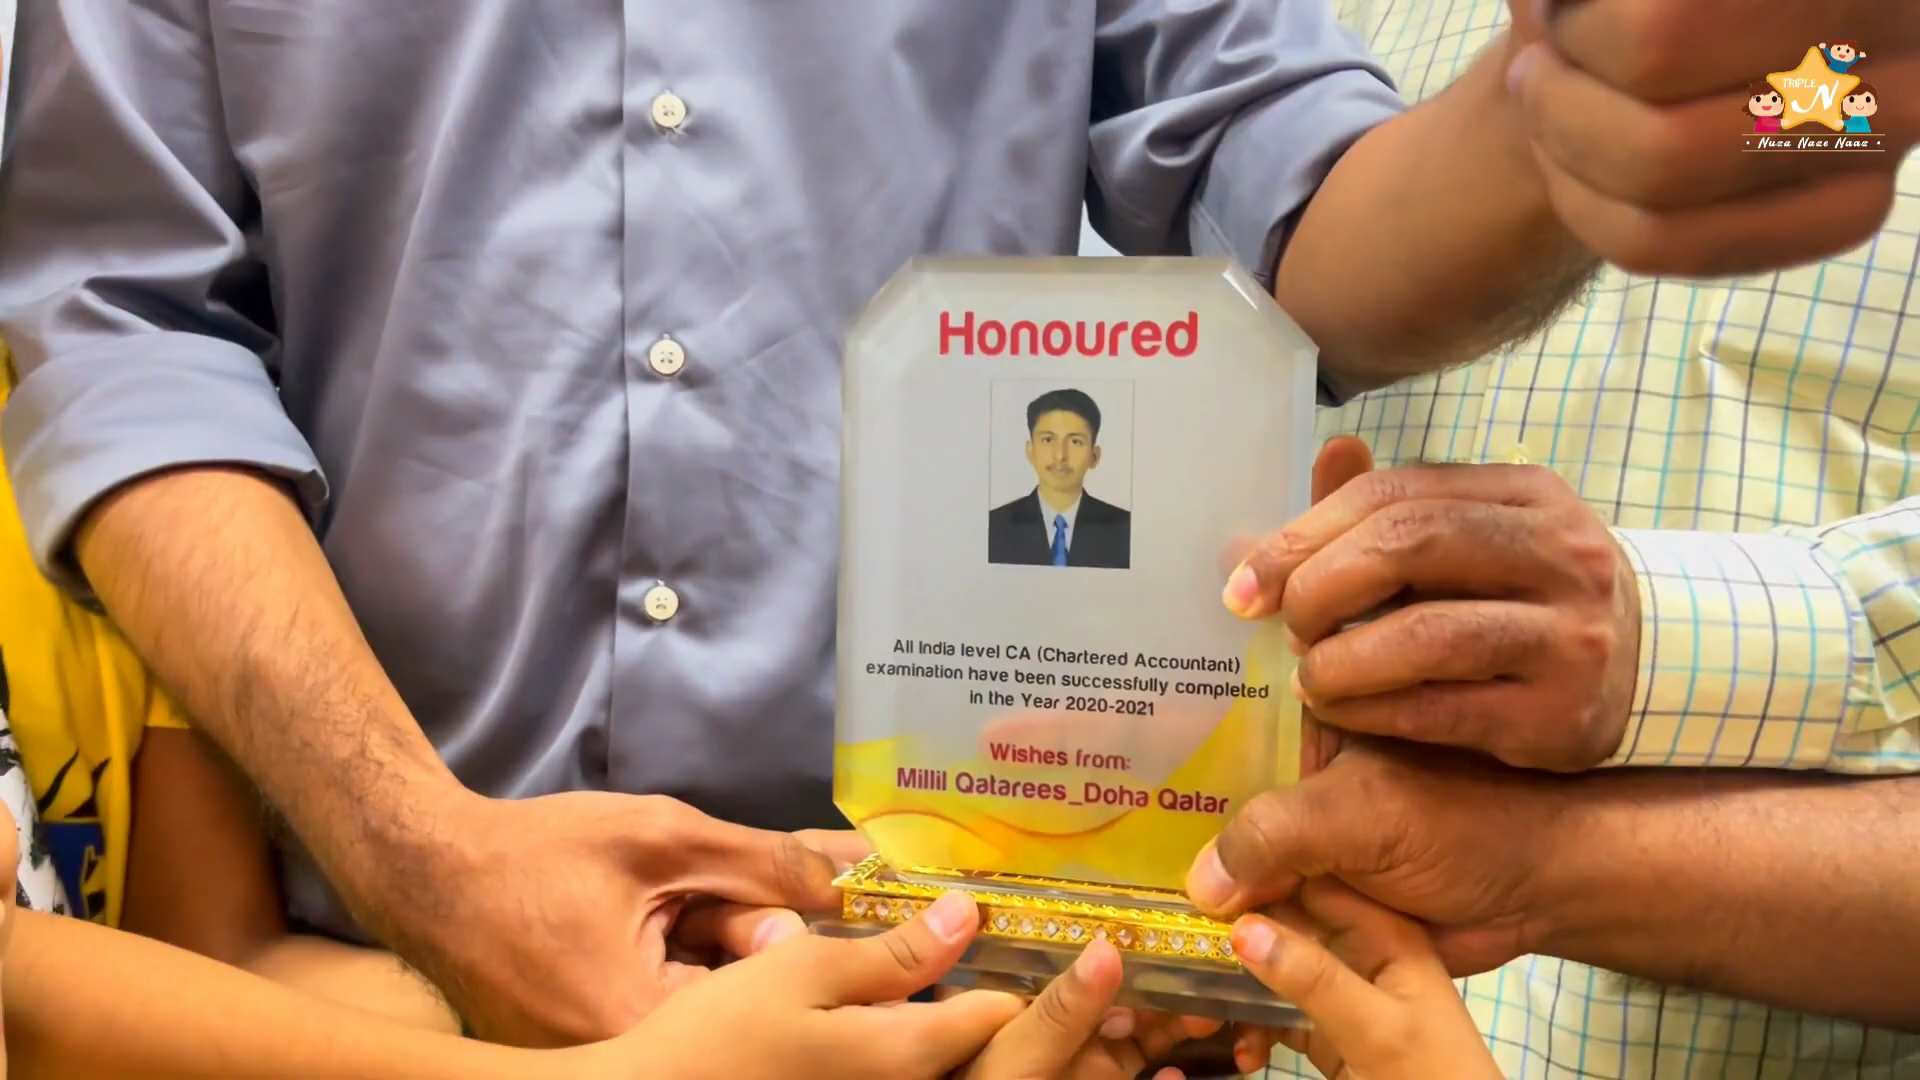 TRIPLE
N
• Nuza Naze Naaz •
Honoured
All India level CA (Chartered Accountant)
examination have been successfully completed
in the Year 2020-2021
Wishes from:
Millil Qatarees_Doha Qatar